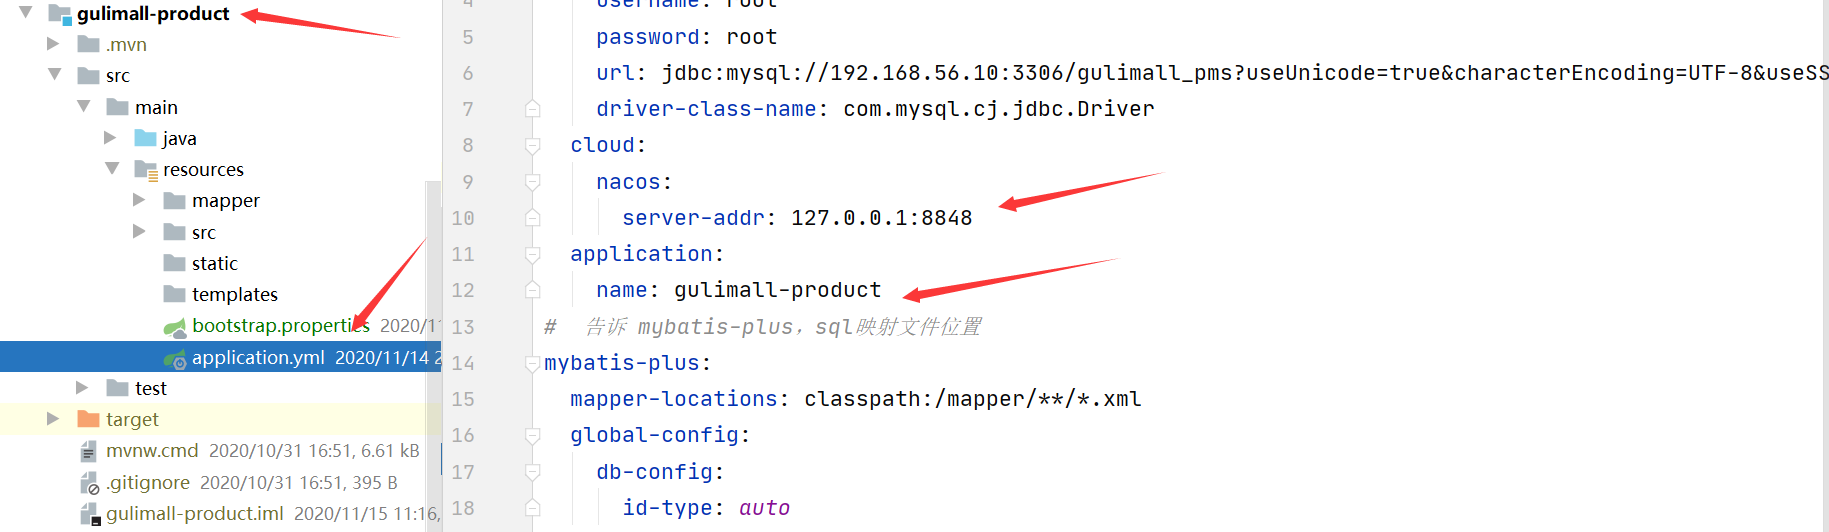 gulimall-product
.mvn
src
main
java
resources
mapper
src
static
templates
bootstrap.properties 2020/11
application.yml 2020/11/14 2
test
target
mvnw.cmd 2020/10/31 16:51, 6.61 kB
.gitignore 2020/10/31 16:51, 395 B
gulimall-product.iml 2020/11/15 11:16,
4 username: root
5 password: root
6 url: jdbc:mysql://192.168.56.10:3306/gulimall_pms?useUnicode=true&characterEncoding=UTF-8&useSS
7 driver-class-name: com.mysql.cj.jdbc.Driver
8 cloud:
9 nacos:
10 server-addr: 127.0.0.1:8848
11 application:
12 name: gulimall-product
13 # 告诉 mybatis-plus，sql映射文件位置
14 mybatis-plus:
15 mapper-locations: classpath:/mapper/**/*.xml
16 global-config:
17 db-config:
18 id-type: auto